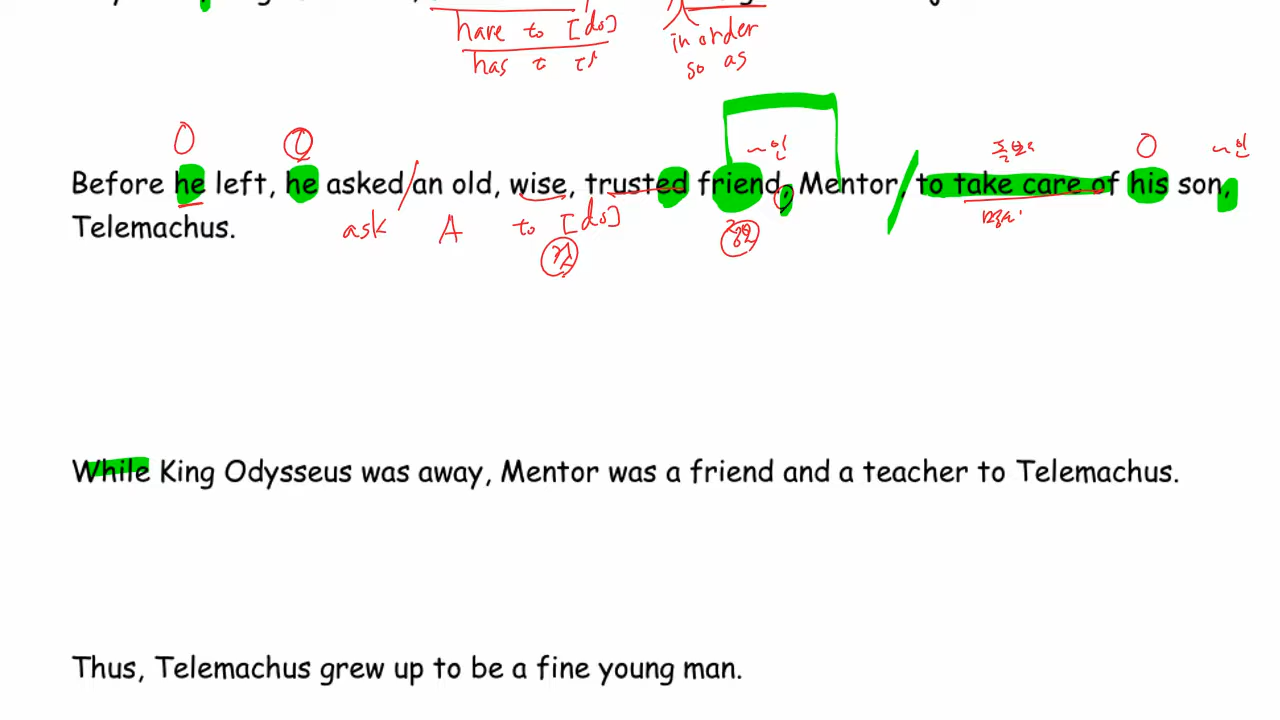 have to [do]
in order
has to
so as
~인
~인
Before he left, he asked an old, wise, trusted friend, Mentor, to take care of his son,
Telemachus.
ask A to [do]
While King Odysseus was away, Mentor was a friend and a teacher to Telemachus.
Thus, Telemachus grew up to be a fine young man.